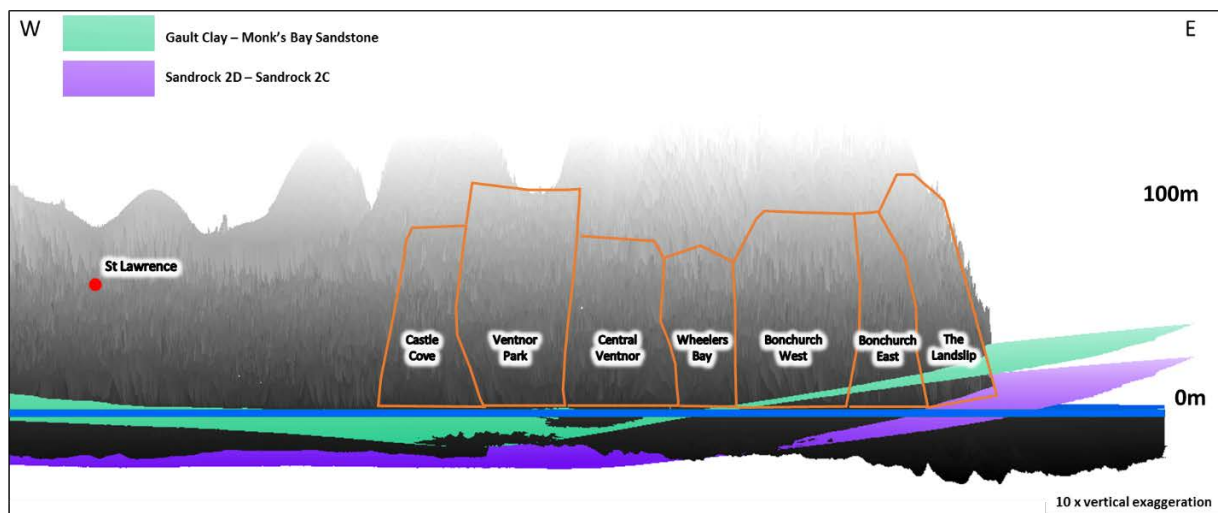 W
E
Gault Clay – Monk's Bay Sandstone
Sandrock 2D – Sandrock 2C
100m
St Lawrence
Castle
Cove
Ventnor
Park
Central
Ventnor
Wheelers
Bay
Bonchurch
West
Bonchurch
East
The
Landslip
0m
10 x vertical exaggeration